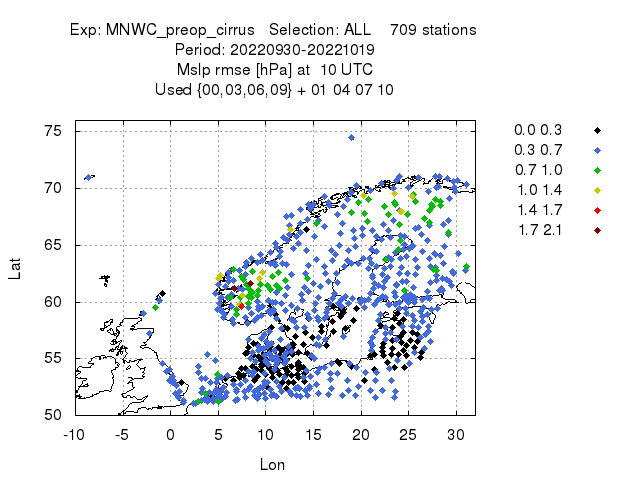 Exp: MNWC_preop_cirrus   Selection: ALL    709 stations
Period: 20220930-20221019
Mslp rmse [hPa] at  10 UTC
Used {00,03,06,09} + 01 04 07 10
0.0 0.3
0.3 0.7
0.7 1.0
1.0 1.4
1.4 1.7
1.7 2.1
75
70
65
60
55
50
Lat
-10 -5 0 5 10 15 20 25 30
Lon